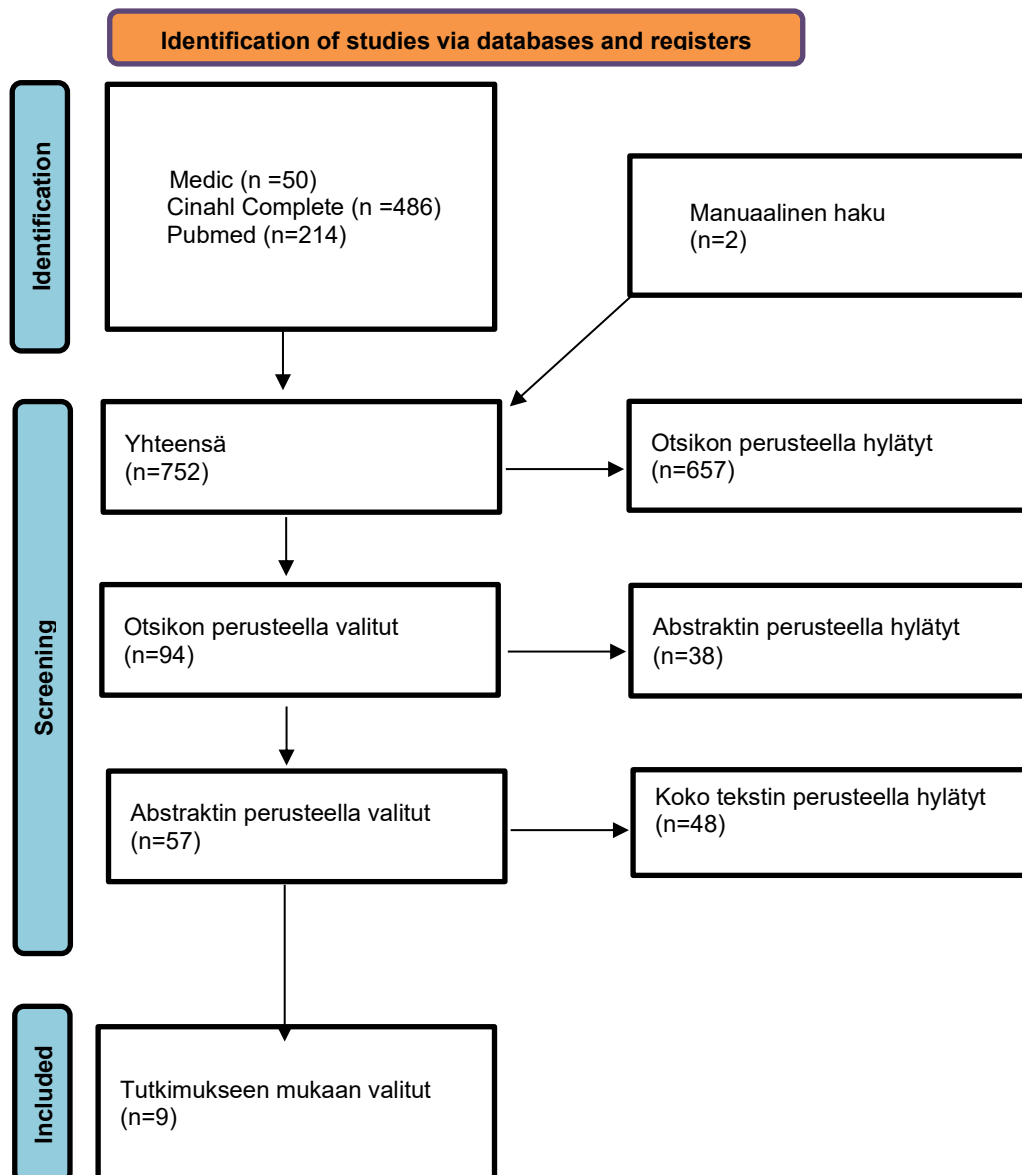 Identification of studies via databases and registers
Identification
Medic (n =50)
Cinahl Complete (n =486)
Pubmed (n=214)
Manuaalinen haku
(n=2)
Screening
Yhteensä
(n=752)
Otsikon perusteella hylätyt
(n=657)
Otsikon perusteella valitut
(n=94)
Abstraktin perusteella hylätyt
(n=38)
Abstraktin perusteella valitut
(n=57)
Koko tekstin perusteella hylätyt
(n=48)
Included
Tutkimukseen mukaan valitut
(n=9)